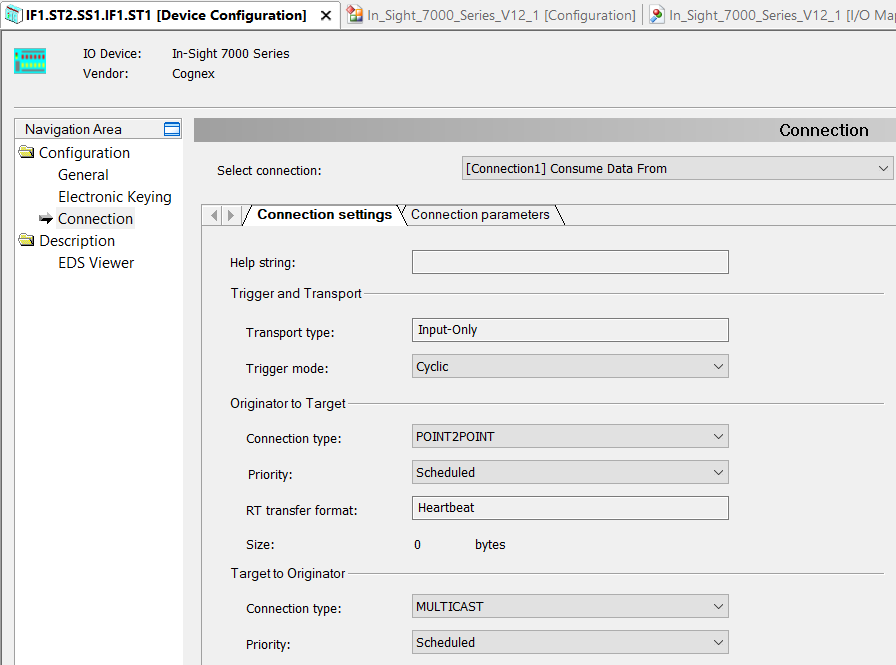 IF1.ST2.SS1.IF1.ST1 [Device Configuration] In_Sight_7000_Series_V12_1 [Configuration] In_Sight_7000_Series_V12_1 [I/O Ma
IO Device: In-Sight 7000 Series
Vendor: Cognex
Navigation Area
Configuration
General
Electronic Keying
Connection
Description
EDS Viewer
Connection
Select connection: [Connection1] Consume Data From
Connection settings Connection parameters
Help string:
Trigger and Transport
Transport type: Input-Only
Trigger mode: Cyclic
Originator to Target
Connection type: POINT2POINT
Priority: Scheduled
RT transfer format: Heartbeat
Size: 0 bytes
Target to Originator
Connection type: MULTICAST
Priority: Scheduled